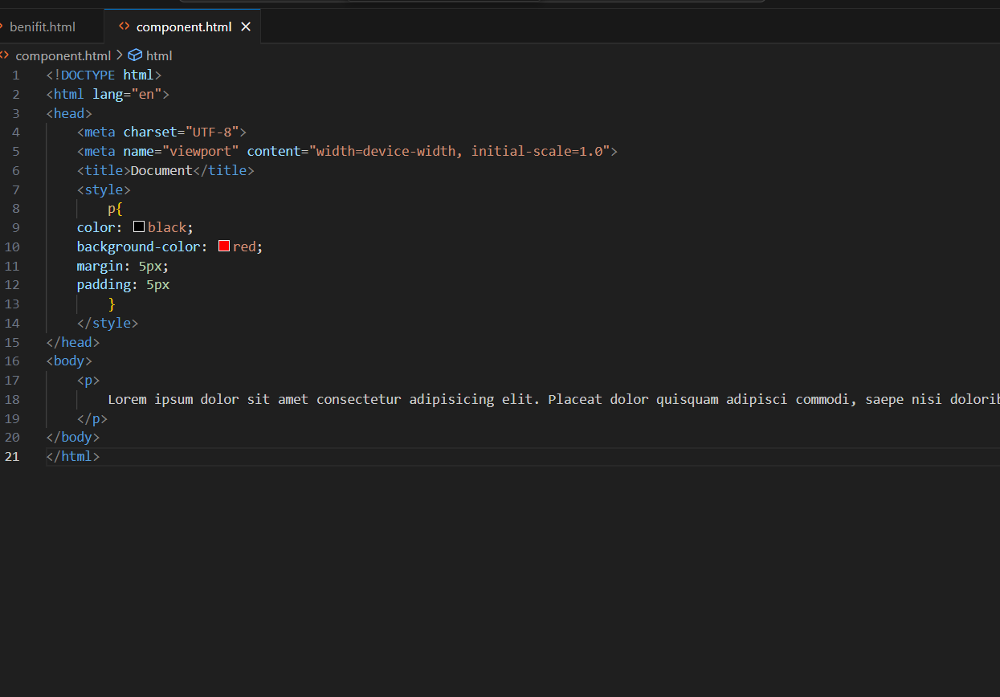 benifit.html
component.html
component.html > html
1 <!DOCTYPE html>
2 <html lang="en">
3 <head>
4     <meta charset="UTF-8">
5     <meta name="viewport" content="width=device-width, initial-scale=1.0">
6     <title>Document</title>
7     <style>
8         p{
9     color: black;
10     background-color: red;
11     margin: 5px;
12     padding: 5px
13         }
14     </style>
15 </head>
16 <body>
17     <p>
18         Lorem ipsum dolor sit amet consectetur adipisicing elit. Placeat dolor quisquam adipisci commodi, saepe nisi
19     </p>
20 </body>
21 </html>